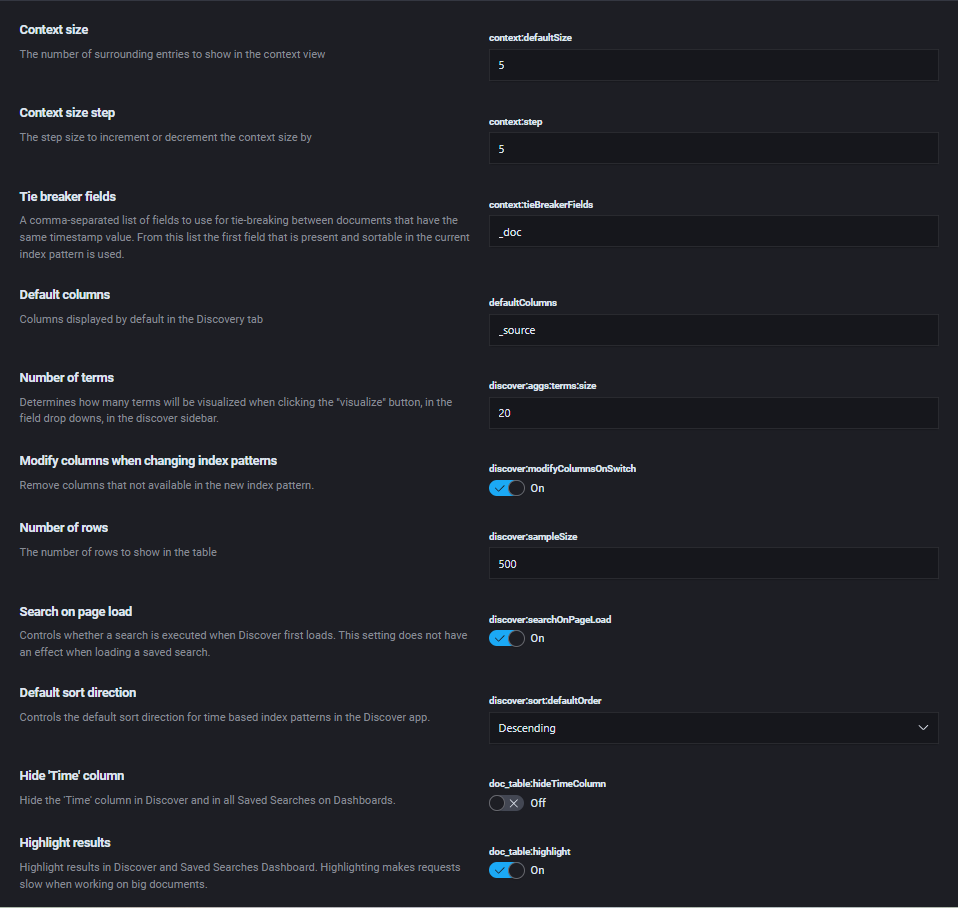 Context size
The number of surrounding entries to show in the context view
context:defaultSize
5
Context size step
The step size to increment or decrement the context size by
context:step
5
Tie breaker fields
A comma-separated list of fields to use for tie-breaking between documents that have the
same timestamp value. From this list the first field that is present and sortable in the current
index pattern is used.
context:tieBreakerFields
_doc
Default columns
Columns displayed by default in the Discovery tab
defaultColumns
_source
Number of terms
Determines how many terms will be visualized when clicking the "visualize" button, in the
field drop downs, in the discover sidebar.
discover:aggs:terms:size
20
Modify columns when changing index patterns
Remove columns that not available in the new index pattern.
discover:modifyColumnsOnSwitch
On
Number of rows
The number of rows to show in the table
discover:sampleSize
500
Search on page load
Controls whether a search is executed when Discover first loads. This setting does not have
an effect when loading a saved search.
discover:searchOnPageLoad
On
Default sort direction
Controls the default sort direction for time based index patterns in the Discover app.
discover:sort:defaultOrder
Descending
Hide 'Time' column
Hide the 'Time' column in Discover and in all Saved Searches on Dashboards.
doc_table:hideTimeColumn
Off
Highlight results
Highlight results in Discover and Saved Searches Dashboard. Highlighting makes requests
slow when working on big documents.
doc_table:highlight
On